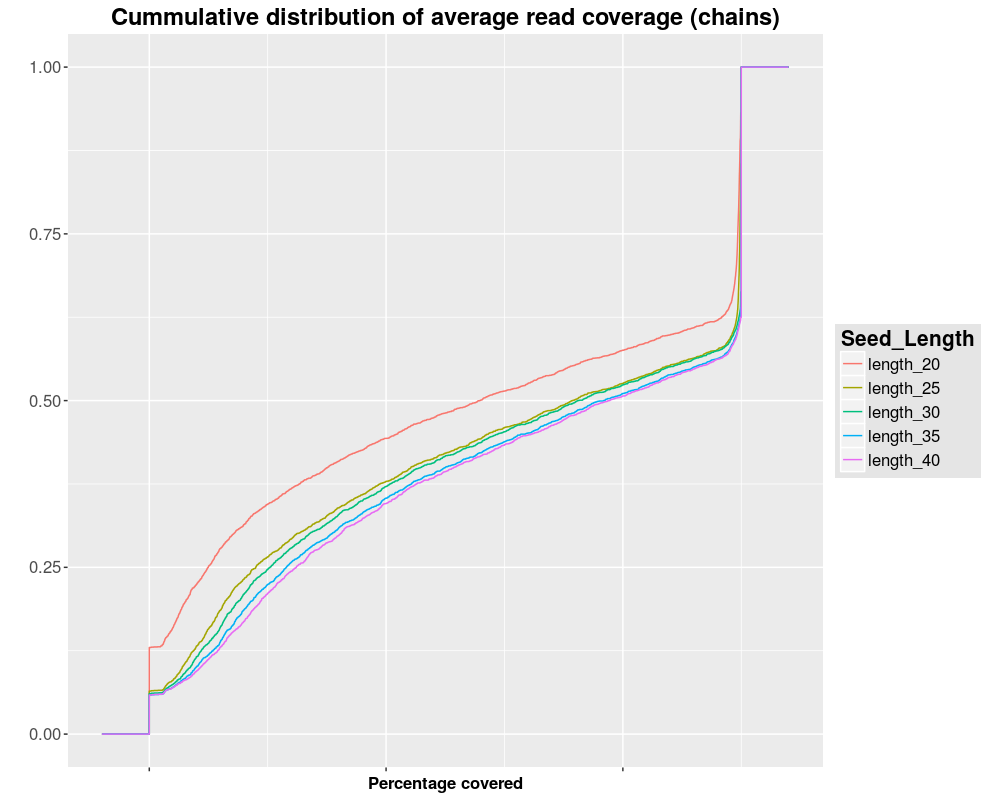 Cummulative distribution of average read coverage (chains)
1.00
0.75
0.50
0.25
0.00
Percentage covered
Seed_Length
length_20
length_25
length_30
length_35
length_40